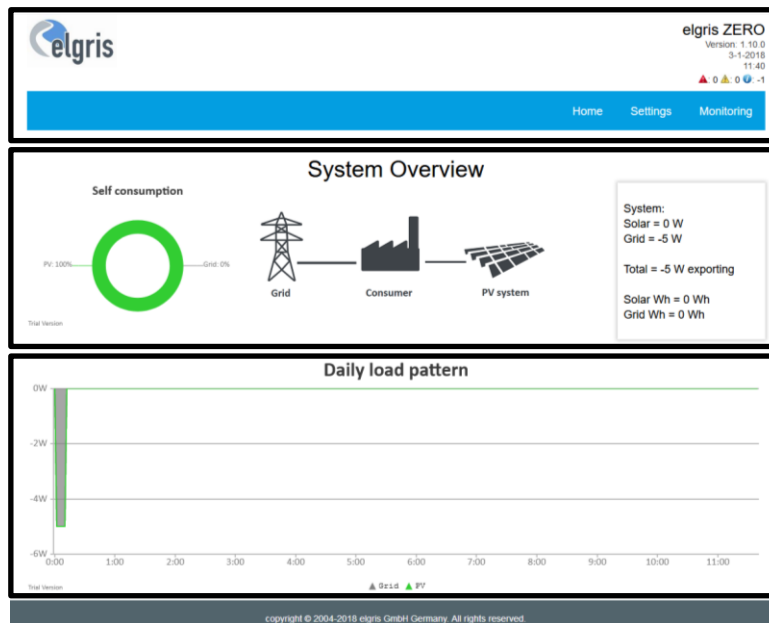 elgris
elgris ZERO
Version: 1.10.0
3-1-2018
11:40
: 0 : 0 : -1
Home Settings Monitoring
System Overview
Self consumption
PV: 100% Grid: 0%
Grid Consumer PV system
Trial Version
System:
Solar = 0 W
Grid = -5 W
Total = -5 W exporting
Solar Wh = 0 Wh
Grid Wh = 0 Wh
Daily load pattern
0W
-2W
-4W
-6W
0:00 1:00 2:00 3:00 4:00 5:00 6:00 7:00 8:00 9:00 10:00 11:00
Trial Version
Grid PV
copyright © 2004-2018 elgris GmbH Germany. All rights reserved.